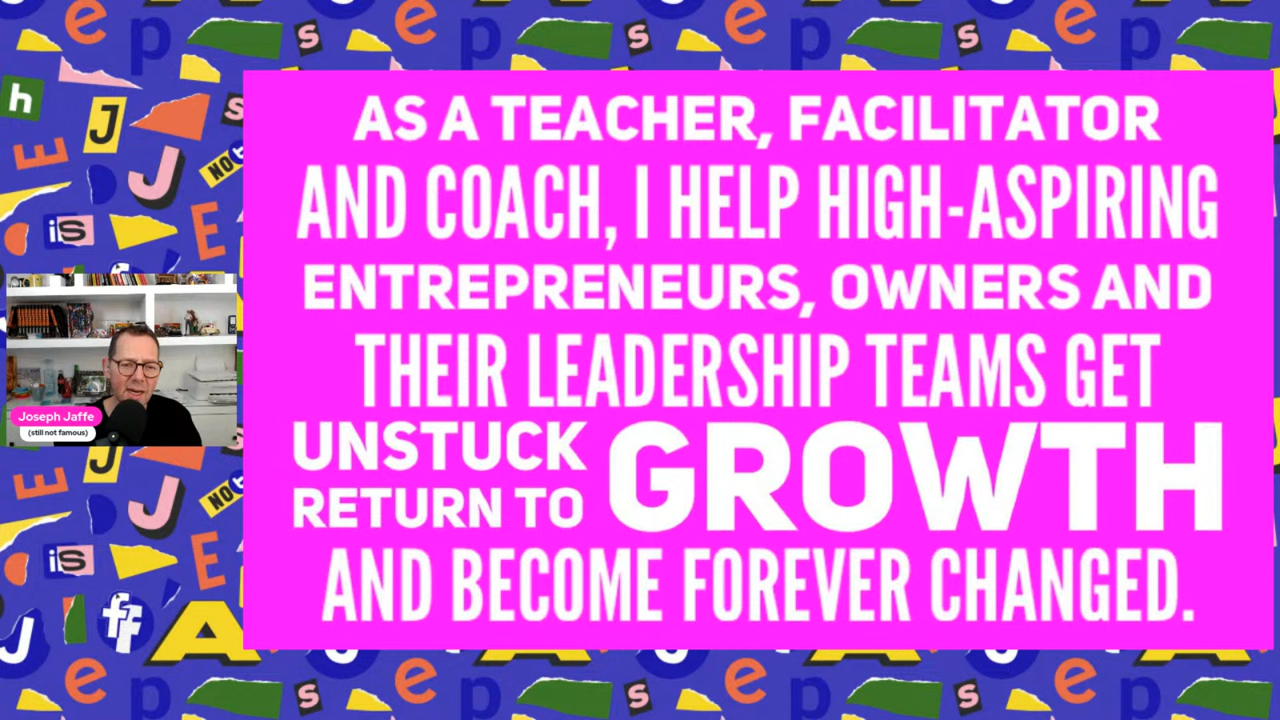 AS A TEACHER, FACILITATOR
AND COACH, I HELP HIGH-ASPIRING
ENTREPRENEURS, OWNERS AND
THEIR LEADERSHIP TEAMS GET
UNSTUCK
RETURN TO GROWTH
AND BECOME FOREVER CHANGED.
Joseph Jaffe
(still not famous)